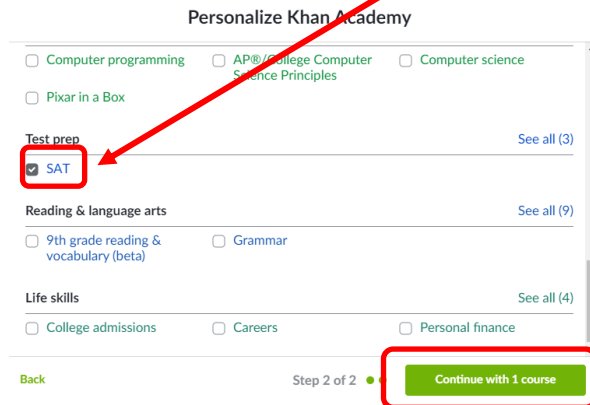 Personalize Khan Academy
Computer programming
AP®/College Computer
Science Principles
Computer science
Pixar in a Box
Test prep
See all (3)
SAT
Reading & language arts
See all (9)
9th grade reading &
vocabulary (beta)
Grammar
Life skills
See all (4)
College admissions
Careers
Personal finance
Back
Step 2 of 2
Continue with 1 course